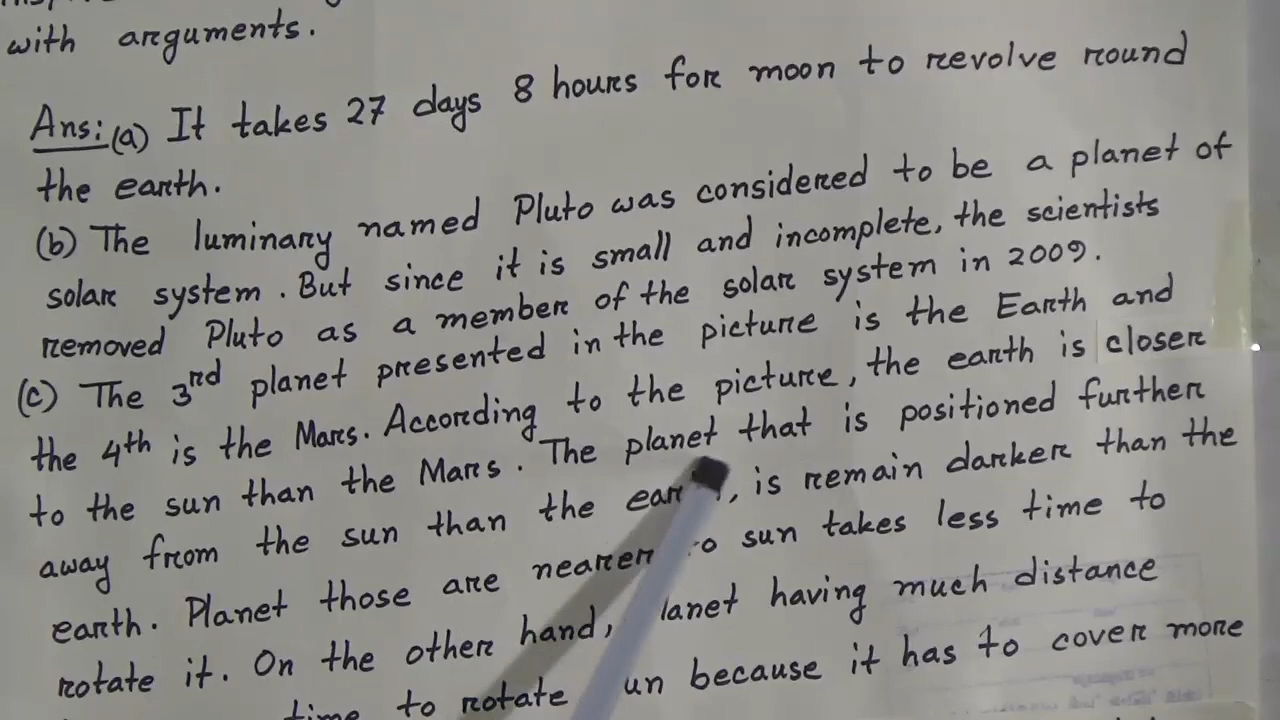 with arguments.
Ans: (a) It takes 27 days 8 hours for moon to revolve round
the earth.
(b) The luminary named Pluto was considered to be a planet of
solar system. But since it is small and incomplete, the scientists
removed Pluto as a member of the solar system in 2009.
(c) The 3rd planet presented in the picture is the Earth and
the 4th is the Mars. According to the picture, the earth is closer
to the sun than the Mars. The planet that is positioned further
away from the sun than the is remain darker than the
earth. Planet those are nearer to sun takes less time to
rotate it. On the other hand, having much distance
time to rotate because it has to cover more